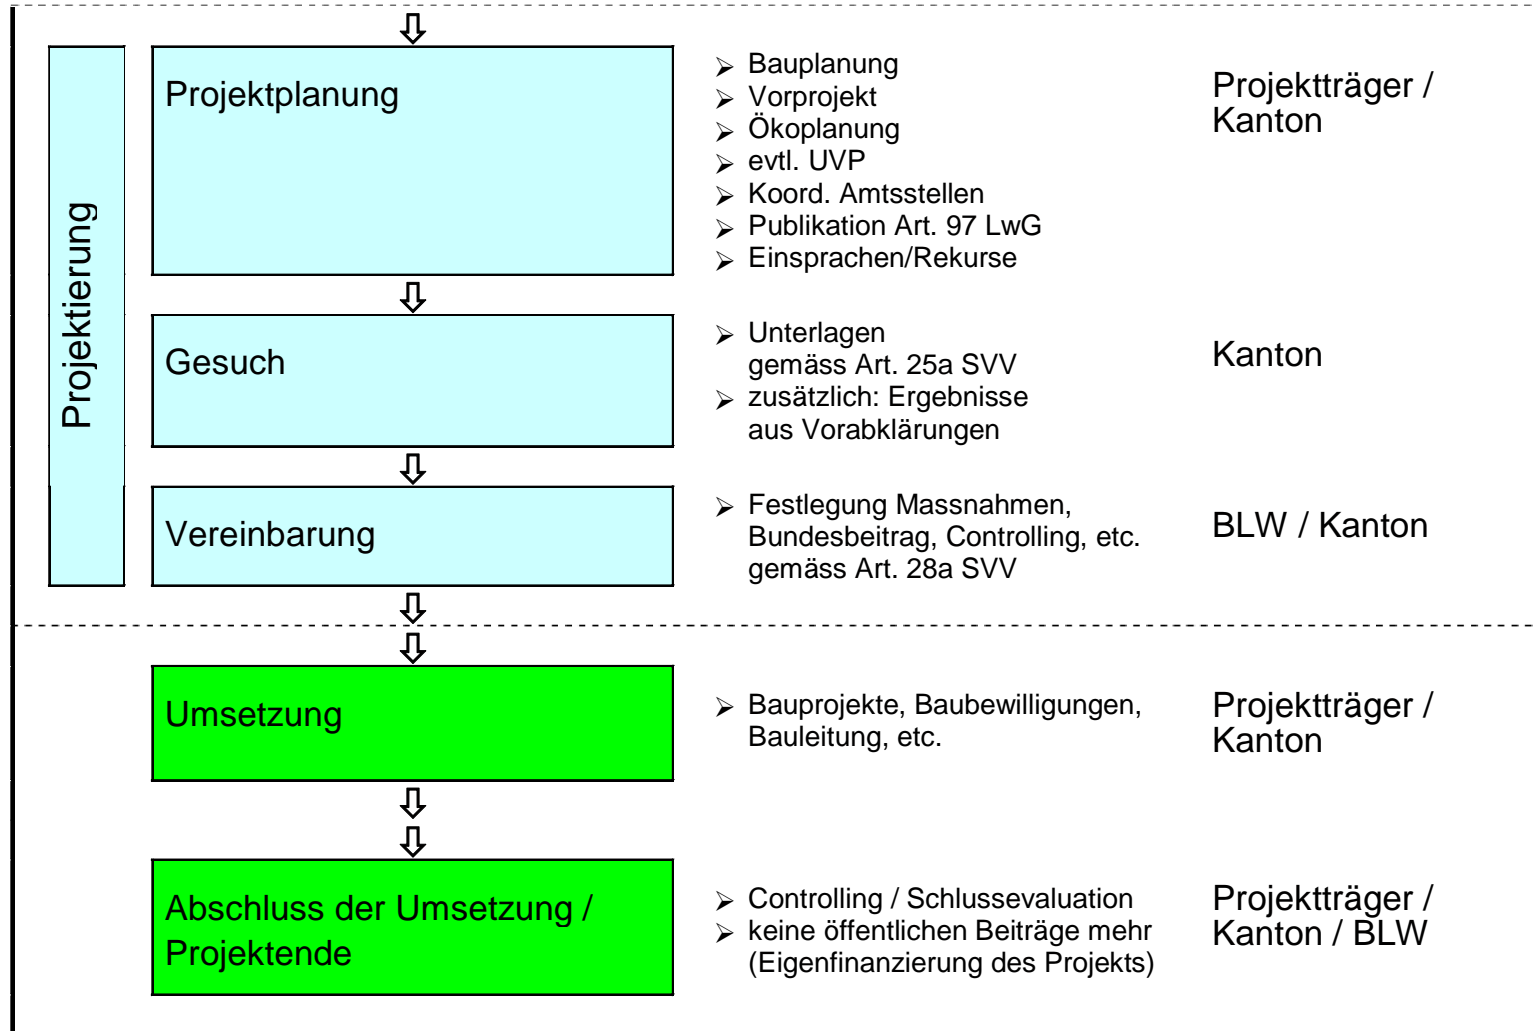 Projektierung
Projektplanung
Bauplanung
Vorprojekt
Ökoplanung
evtl. UVP
Koord. Amtsstellen
Publikation Art. 97 LwG
Einsprachen/Rekurse
Projektträger /
Kanton
Gesuch
Unterlagen
gemäss Art. 25a SVV
zusätzlich: Ergebnisse
aus Vorabklärungen
Kanton
Vereinbarung
Festlegung Massnahmen,
Bundesbeitrag, Controlling, etc.
gemäss Art. 28a SVV
BLW / Kanton
Umsetzung
Bauprojekte, Baubewilligungen,
Bauleitung, etc.
Projektträger /
Kanton
Abschluss der Umsetzung /
Projektende
Controlling / Schlussevaluation
keine öffentlichen Beiträge mehr
(Eigenfinanzierung des Projekts)
Projektträger /
Kanton / BLW